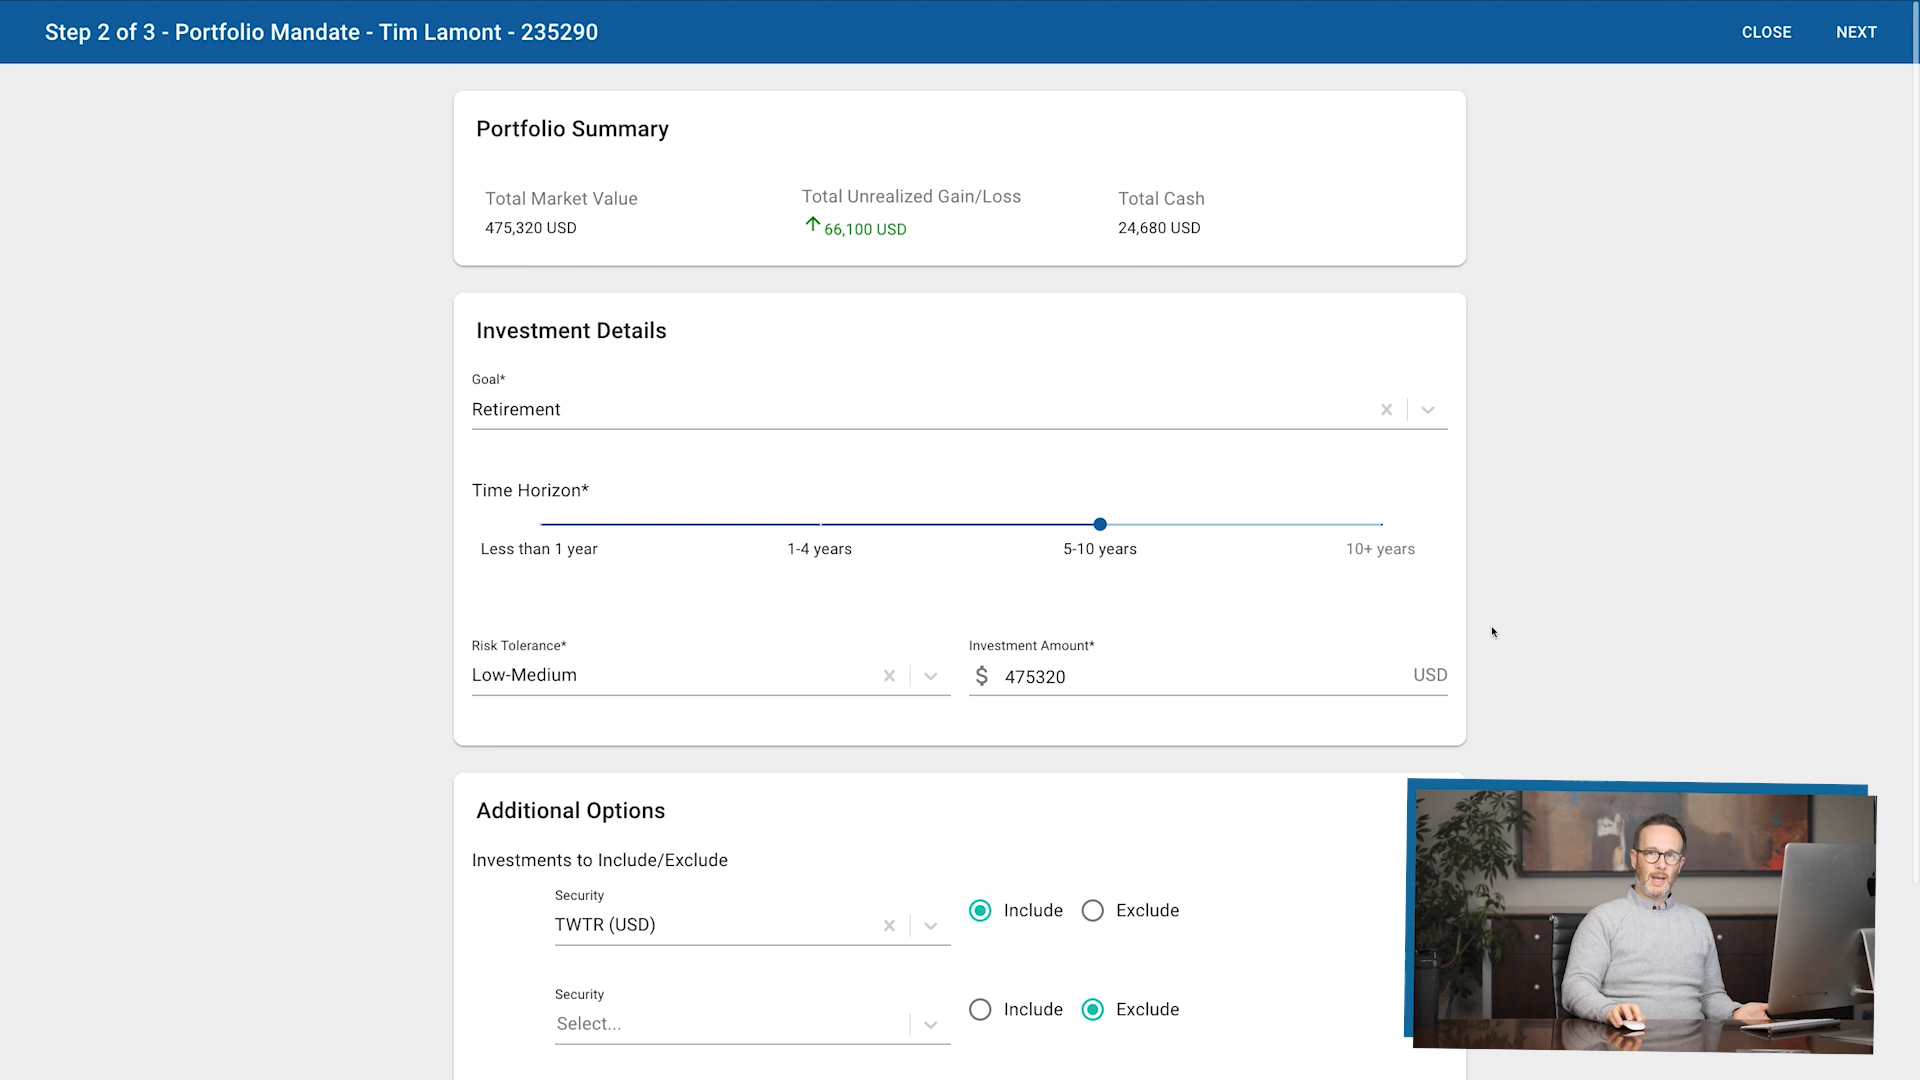 Step 2 of 3 - Portfolio Mandate - Tim Lamont - 235290
CLOSE
NEXT
Portfolio Summary
Total Market Value
Total Unrealized Gain/Loss
Total Cash
475,320 USD
66,100 USD
24,680 USD
Investment Details
Goal*
Retirement
Time Horizon*
Less than 1 year
1-4 years
5-10 years
10+ years
Risk Tolerance*
Investment Amount*
Low-Medium
$ 475320
USD
Additional Options
Investments to Include/Exclude
Security
TWTR (USD)
Include
Exclude
Security
Select...
Include
Exclude